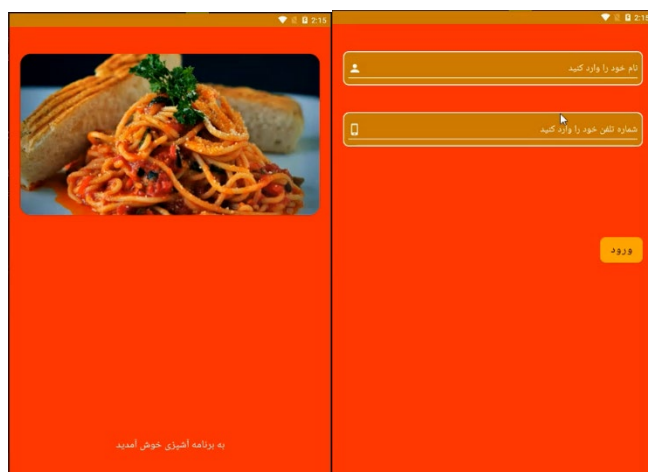 2:15
به برنامه آشپزی خوش آمدید
2:15
نام خود را وارد کنید
شماره تلفن خود را وارد کنید
ورود